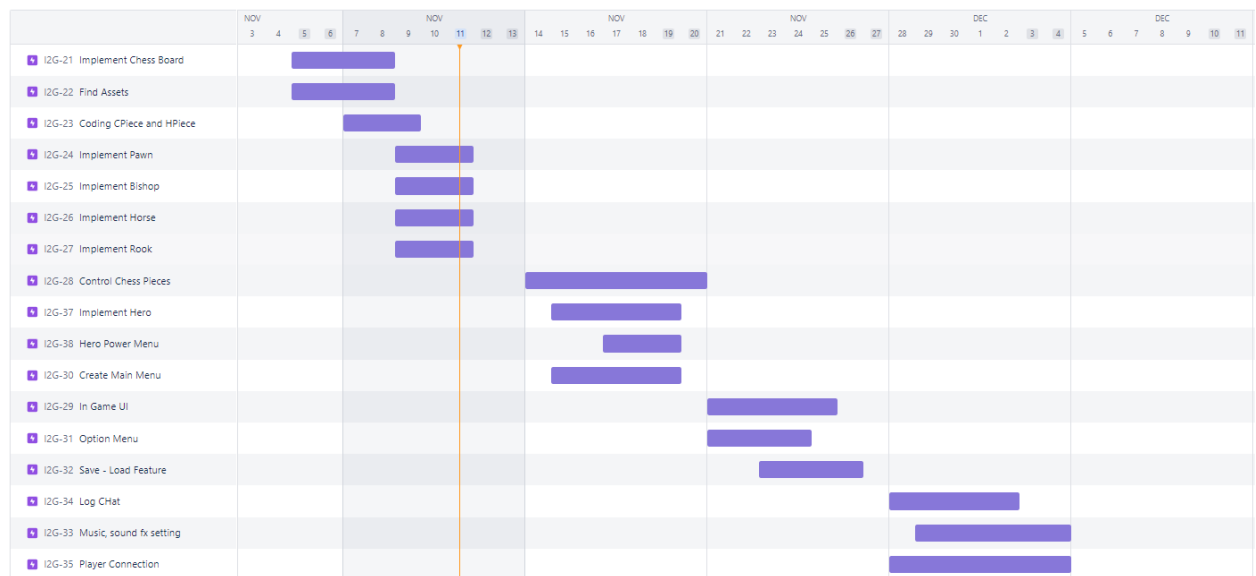 NOV NOV NOV NOV DEC DEC
3 4 5 6 7 8 9 10 11 12 13 14 15 16 17 18 19 20 21 22 23 24 25 26 27 28 29 30 1 2 3 4 5 6 7 8 9 10 11
I2G-21 Implement Chess Board
I2G-22 Find Assets
I2G-23 Coding CPiece and HPiece
I2G-24 Implement Pawn
I2G-25 Implement Bishop
I2G-26 Implement Horse
I2G-27 Implement Rook
I2G-28 Control Chess Pieces
I2G-37 Implement Hero
I2G-38 Hero Power Menu
I2G-30 Create Main Menu
I2G-29 In Game UI
I2G-31 Option Menu
I2G-32 Save - Load Feature
I2G-34 Log CHat
I2G-33 Music, sound fx setting
I2G-35 Player Connection